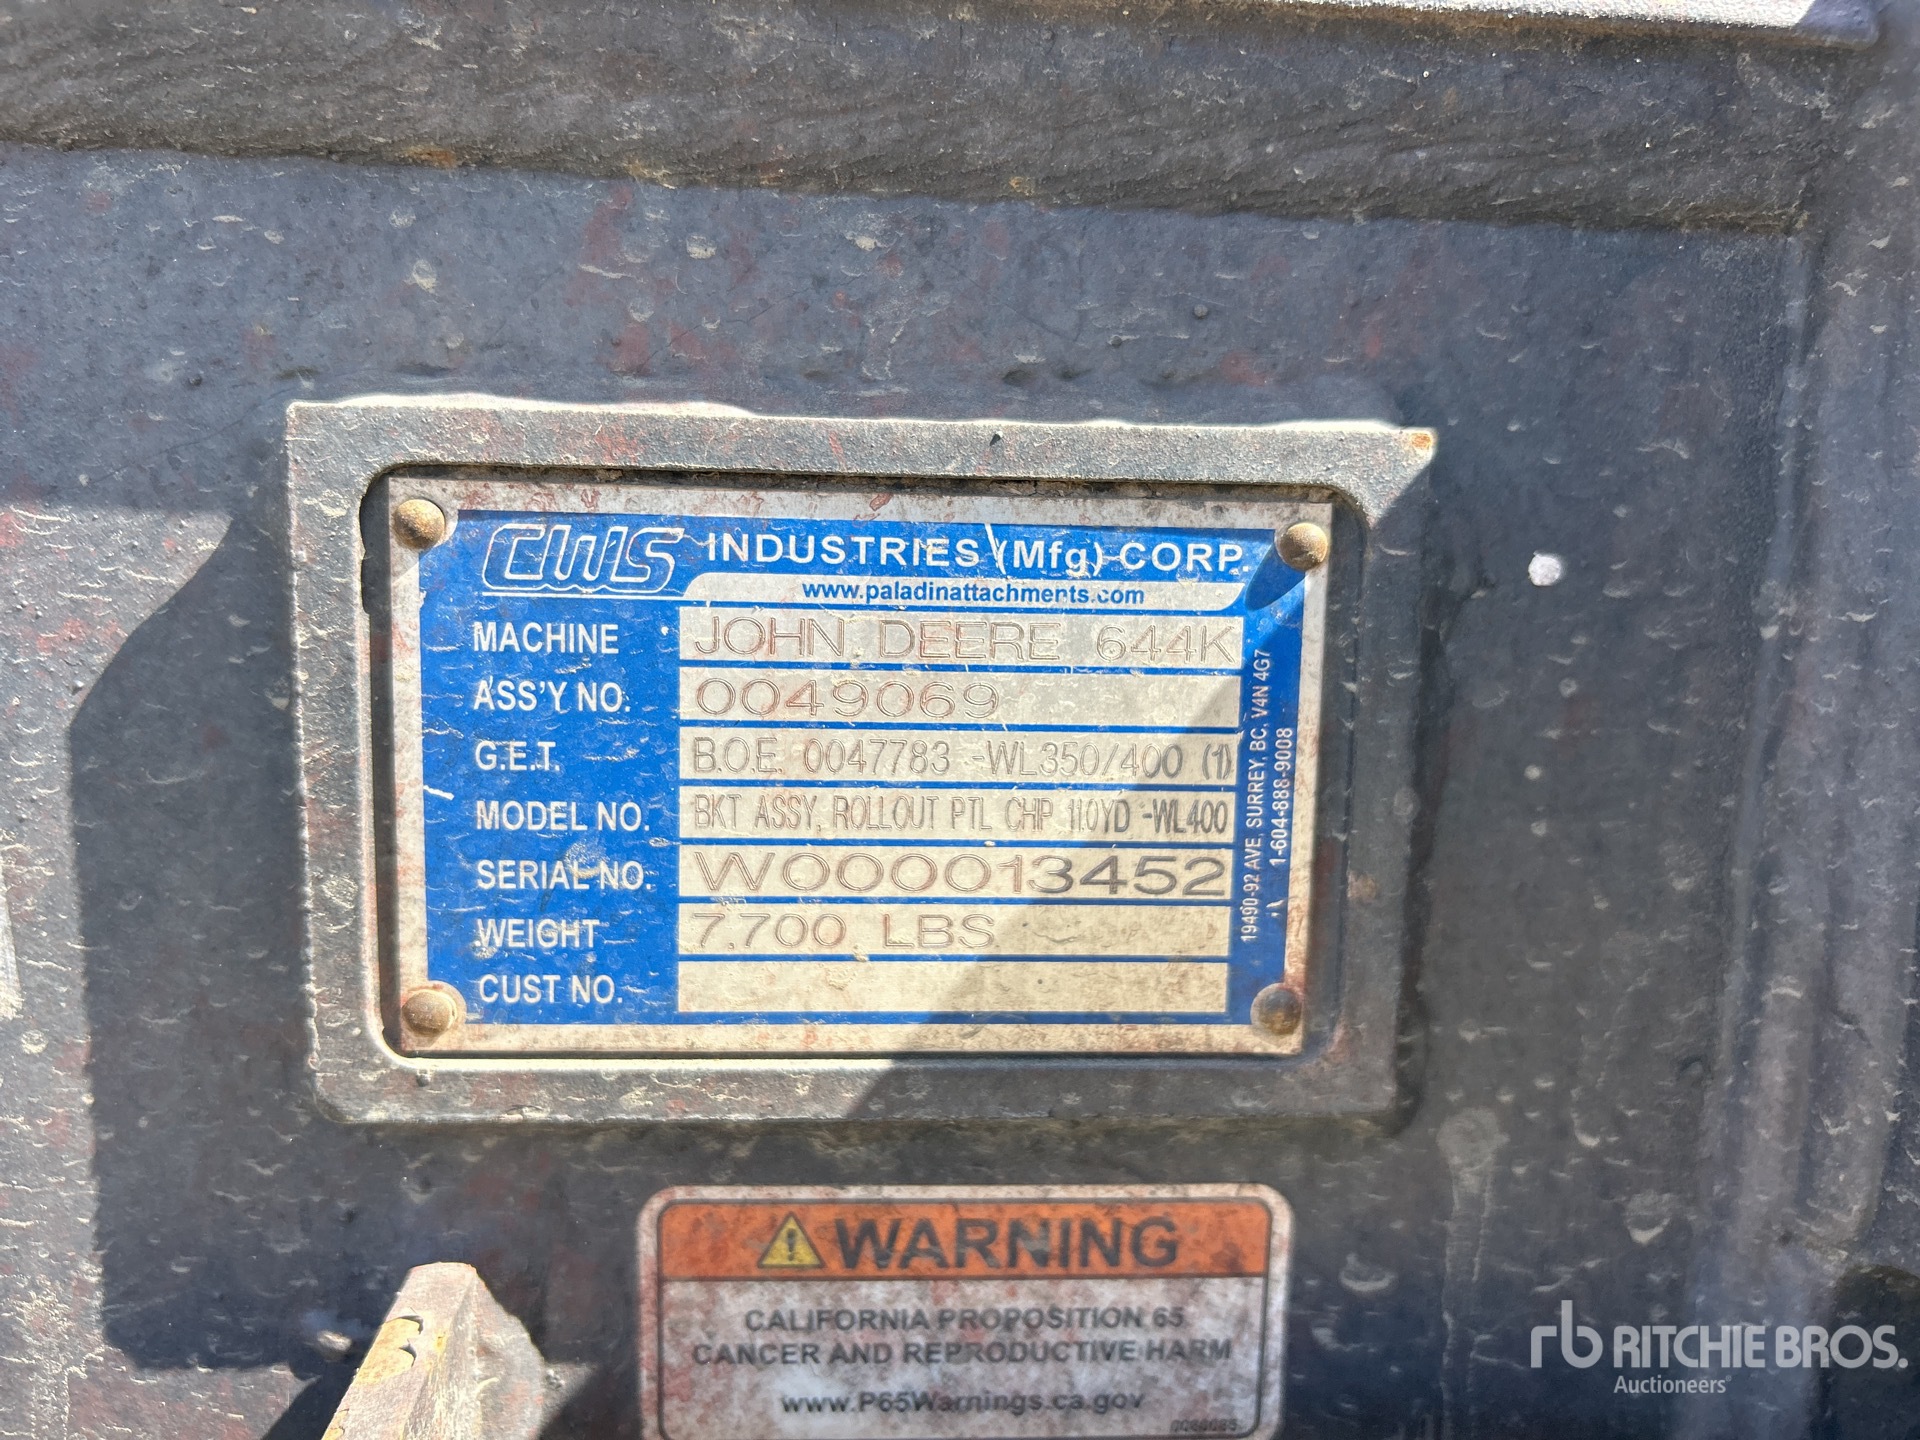 CWS INDUSTRIES (Mfg) CORP.
www.paladinattachments.com
MACHINE JOHN DEERE 644K
ASS'Y NO. 0049069
G.E.T. B.O.E. 0047783 -WL350/400 (1)
MODEL NO. BKT ASSY, ROLLOUT PTL CHP 11.0YD -WL400
SERIAL NO. W000013452
WEIGHT 7,700 LBS
CUST NO.
19490-92 AVE, SURREY, BC, V4N 4G7
1-604-888-9008
WARNING
CALIFORNIA PROPOSITION 65
CANCER AND REPRODUCTIVE HARM
www.P65Warnings.ca.gov
rb RITCHIE BROS.
Auctioneers